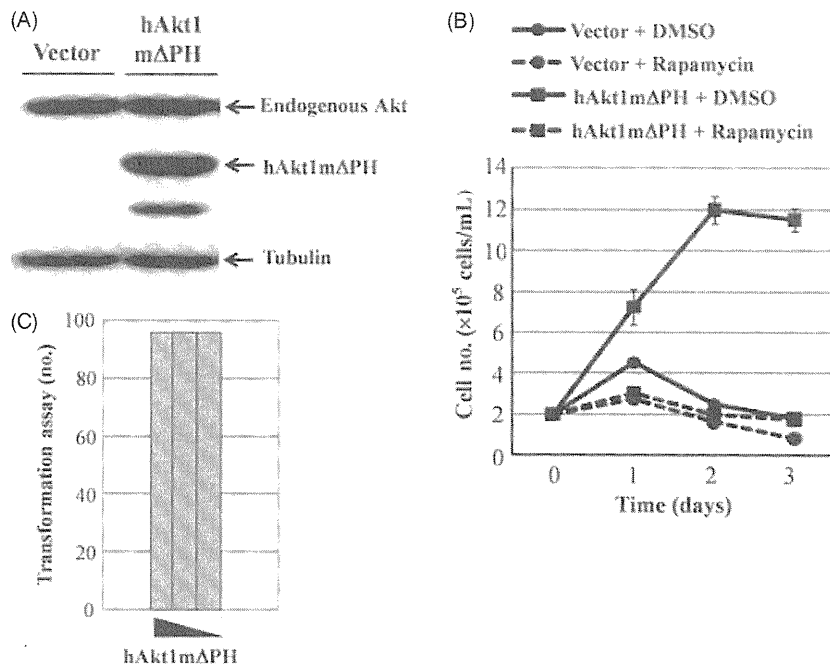 (A)
hAkt1
Vector
mΔPH
Endogenous Akt
hAkt1mΔPH
Tubulin
(B)
Vector + DMSO
Vector + Rapamycin
hAkt1mΔPH + DMSO
hAkt1mΔPH + Rapamycin
14
12
10
8
6
4
2
0
Cell no. (×10⁵ cells/mL)
0 1 2 3
Time (days)
(C)
100
80
60
40
20
0
Transformation assay (no.)
hAkt1mΔPH